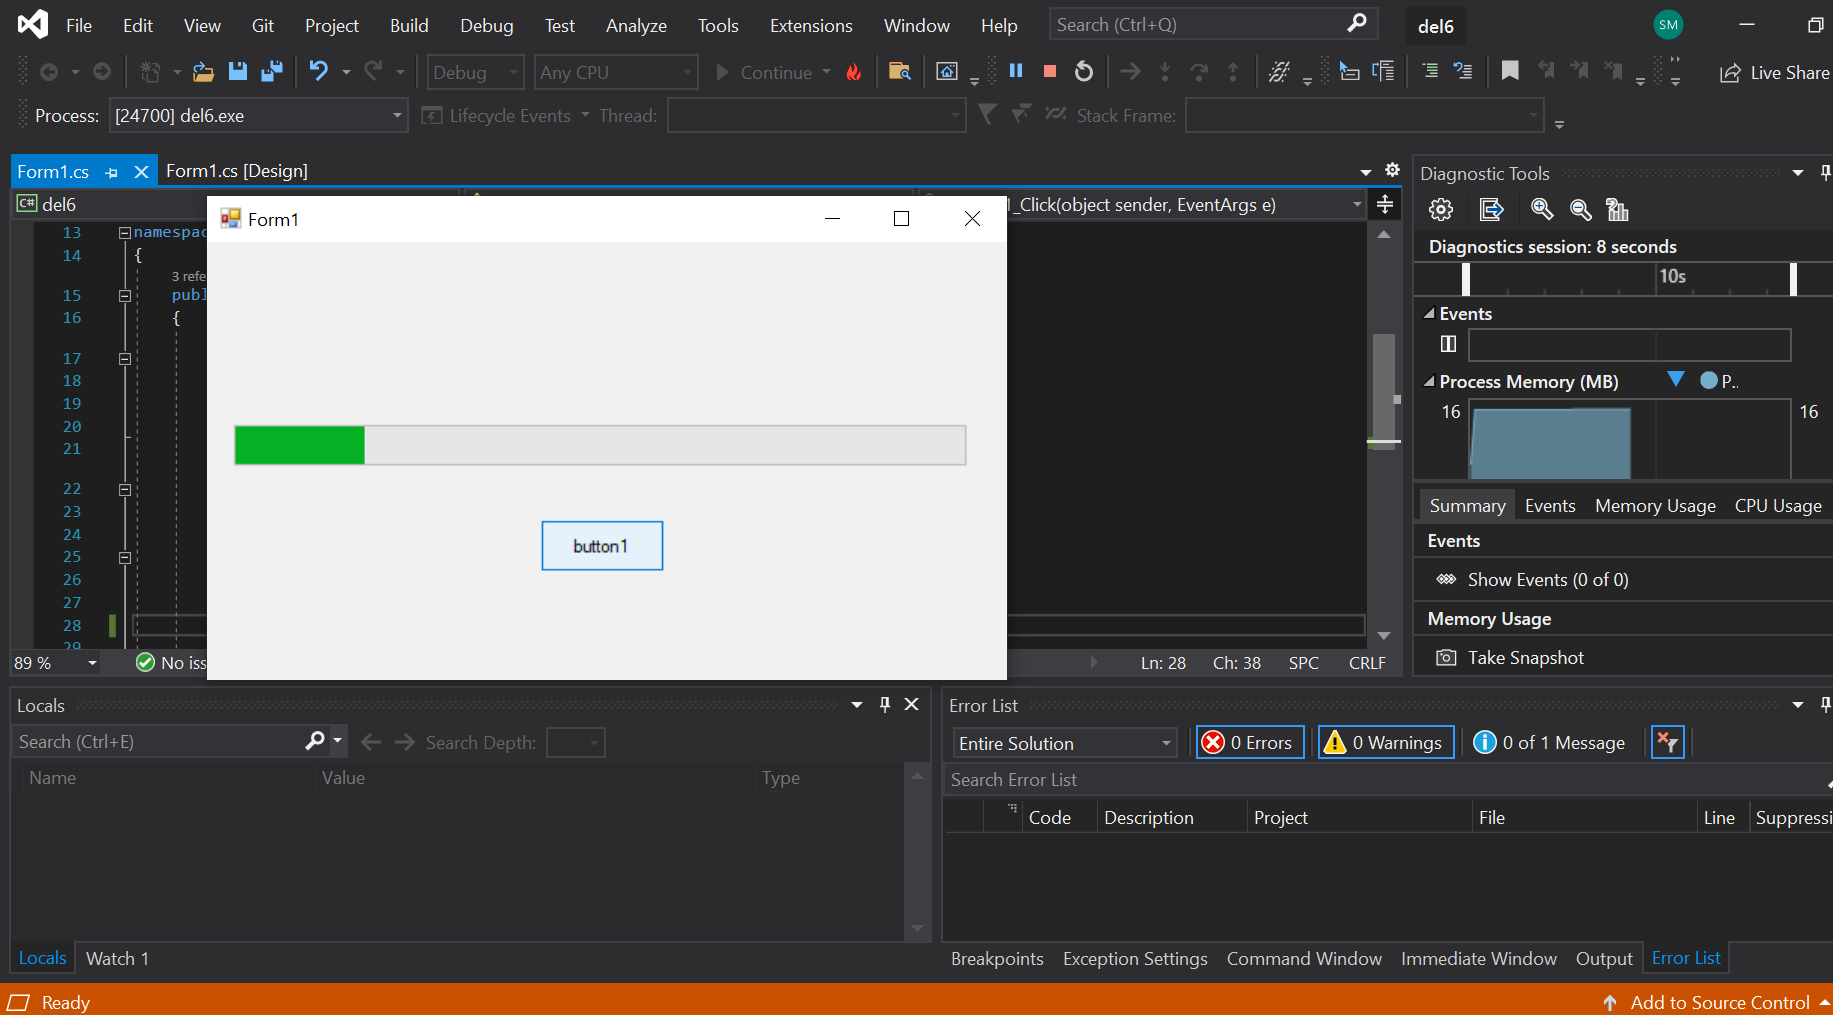 File Edit View Git Project Build Debug Test Analyze Tools Extensions Window Help Search (Ctrl+Q) del6 SM
Debug Any CPU Continue Live Share
Process: [24700] del6.exe Lifecycle Events Thread: Stack Frame:
Form1.cs Form1.cs [Design]
Diagnostic Tools
C# del6
1_Click(object sender, EventArgs e)
Form1
13 namespac
14 {
3 refe
15 publ
16 {
17
18
19
20
21
22
23
24
25
26
27
28
29
button1
89 % No iss Ln: 28 Ch: 38 SPC CRLF
Diagnostics session: 8 seconds
10s
Events
Process Memory (MB) P..
16 16
Summary Events Memory Usage CPU Usage
Events
Show Events (0 of 0)
Memory Usage
Take Snapshot
Locals
Search (Ctrl+E) Search Depth:
Name Value Type
Locals Watch 1
Error List
Entire Solution 0 Errors 0 Warnings 0 of 1 Message
Search Error List
Code Description Project File Line Suppressi
Breakpoints Exception Settings Command Window Immediate Window Output Error List
Ready Add to Source Control